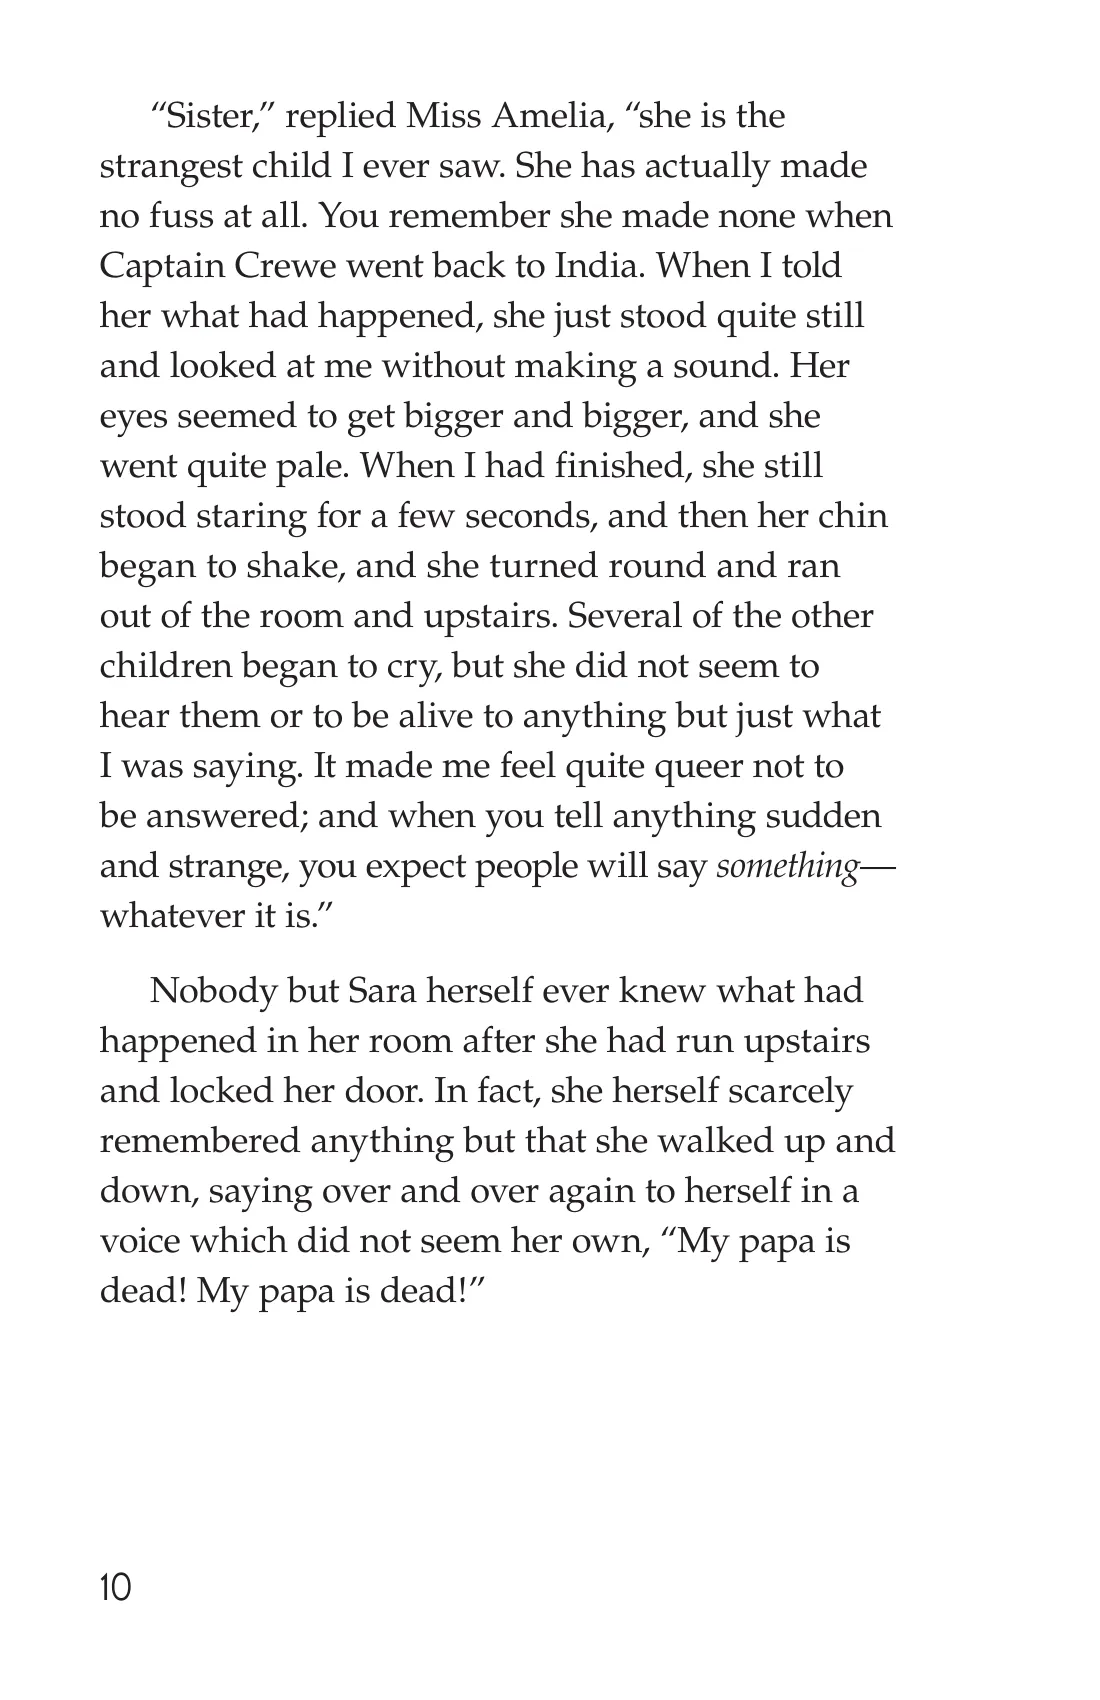 “Sister,” replied Miss Amelia, “she is the
strangest child I ever saw. She has actually made
no fuss at all. You remember she made none when
Captain Crewe went back to India. When I told
her what had happened, she just stood quite still
and looked at me without making a sound. Her
eyes seemed to get bigger and bigger, and she
went quite pale. When I had finished, she still
stood staring for a few seconds, and then her chin
began to shake, and she turned round and ran
out of the room and upstairs. Several of the other
children began to cry, but she did not seem to
hear them or to be alive to anything but just what
I was saying. It made me feel quite queer not to
be answered; and when you tell anything sudden
and strange, you expect people will say something—
whatever it is.”
Nobody but Sara herself ever knew what had
happened in her room after she had run upstairs
and locked her door. In fact, she herself scarcely
remembered anything but that she walked up and
down, saying over and over again to herself in a
voice which did not seem her own, “My papa is
dead! My papa is dead!”
10